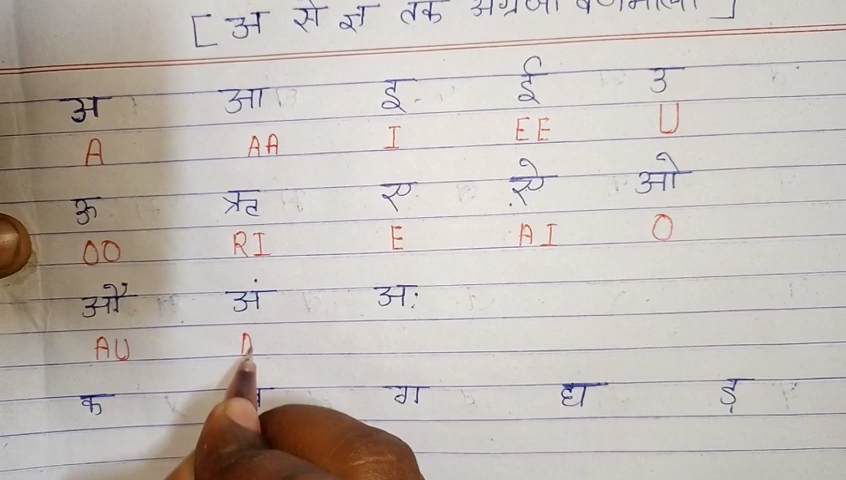 [ अ से ज्ञ तक अंग्रेजी वर्णमाला ]
अ आ इ ई उ
A AA I EE U
ऊ ऋ ए ऐ ओ
OO RI E AI O
औ अं अः
AU
क ग घ ड़